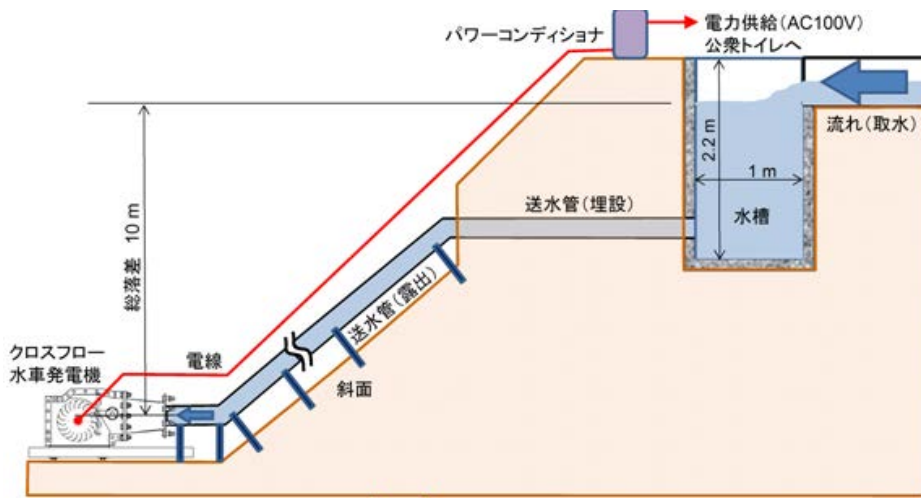 パワーコンディショナ
電力供給(AC100V)
公衆トイレへ
流れ(取水)
2.2 m
1 m
水槽
送水管(埋設)
総落差 10 m
送水管(露出)
クロスフロー
水車発電機
電線
斜面